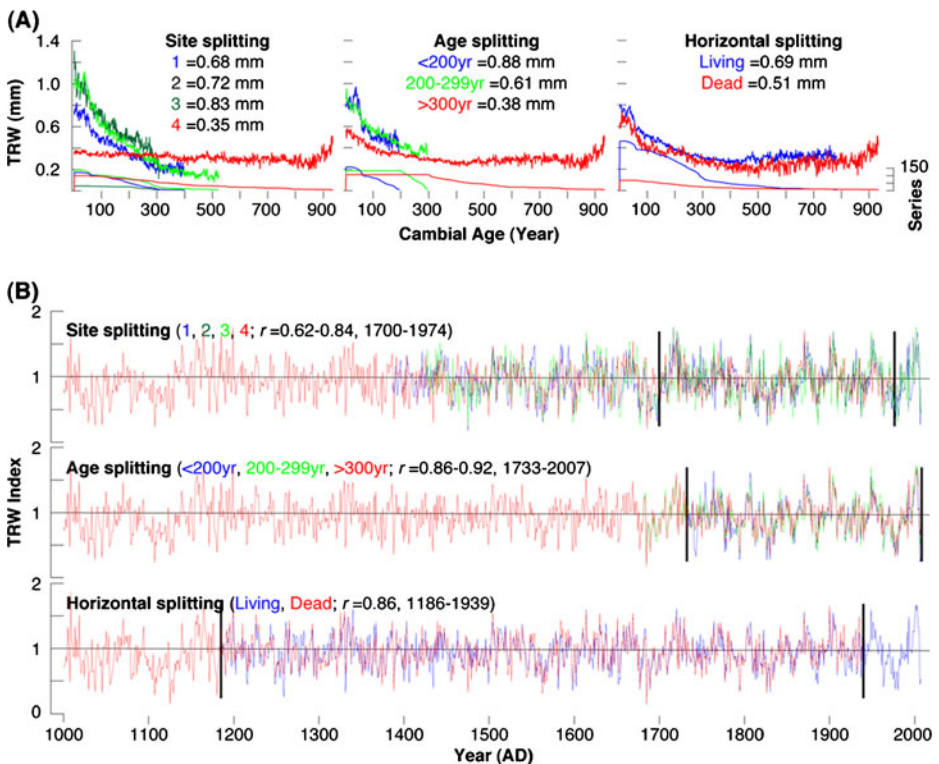 (A)
Site splitting
1 =0.68 mm
2 =0.72 mm
3 =0.83 mm
4 =0.35 mm
Age splitting
<200yr =0.88 mm
200-299yr =0.61 mm
>300yr =0.38 mm
Horizontal splitting
Living =0.69 mm
Dead =0.51 mm
TRW (mm)
1.4
1.0
0.6
0.2
150
Series
100 300 500 700 900 100 300 500 700 900 100 300 500 700 900
Cambial Age (Year)
(B)
TRW Index
2
Site splitting (1, 2, 3, 4; r=0.62-0.84, 1700-1974)
1
2
Age splitting (<200yr, 200-299yr, >300yr; r=0.86-0.92, 1733-2007)
1
2
Horizontal splitting (Living, Dead; r=0.86, 1186-1939)
1
0
1000 1100 1200 1300 1400 1500 1600 1700 1800 1900 2000
Year (AD)